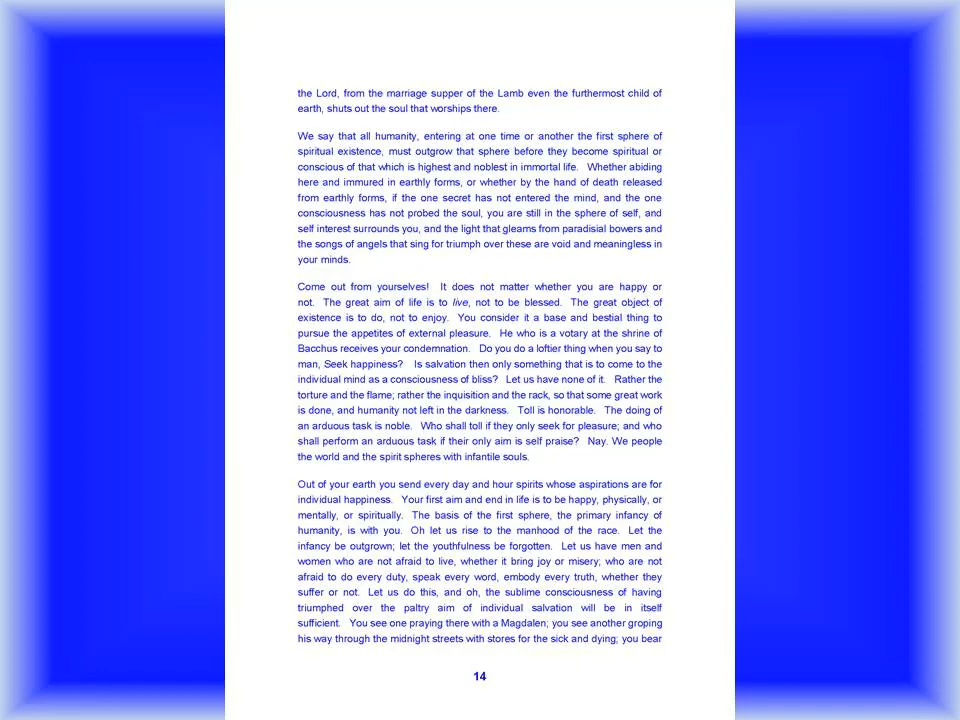 the Lord, from the marriage supper of the Lamb even the furthermost child of
earth, shuts out the soul that worships there.
We say that all humanity, entering at one time or another the first sphere of
spiritual existence, must outgrow that sphere before they become spiritual or
conscious of that which is highest and noblest in immortal life. Whether abiding
here and immured in earthly forms, or whether by the hand of death released
from earthly forms, if the one secret has not entered the mind, and the one
consciousness has not probed the soul, you are still in the sphere of self, and
self interest surrounds you, and the light that gleams from paradisial bowers and
the songs of angels that sing for triumph over these are void and meaningless in
your minds.
Come out from yourselves! It does not matter whether you are happy or
not. The great aim of life is to live, not to be blessed. The great object of
existence is to do, not to enjoy. You consider it a base and bestial thing to
pursue the appetites of external pleasure. He who is a votary at the shrine of
Bacchus receives your condemnation. Do you do a loftier thing when you say to
man, Seek happiness? Is salvation then only something that is to come to the
individual mind as a consciousness of bliss? Let us have none of it. Rather the
torture and the flame; rather the inquisition and the rack, so that some great work
is done, and humanity not left in the darkness. Toll is honorable. The doing of
an arduous task is noble. Who shall toll if they only seek for pleasure; and who
shall perform an arduous task if their only aim is self praise? Nay. We people
the world and the spirit spheres with infantile souls.
Out of your earth you send every day and hour spirits whose aspirations are for
individual happiness. Your first aim and end in life is to be happy, physically, or
mentally, or spiritually. The basis of the first sphere, the primary infancy of
humanity, is with you. Oh let us rise to the manhood of the race. Let the
infancy be outgrown; let the youthfulness be forgotten. Let us have men and
women who are not afraid to live, whether it bring joy or misery; who are not
afraid to do every duty, speak every word, embody every truth, whether they
suffer or not. Let us do this, and oh, the sublime consciousness of having
triumphed over the paltry aim of individual salvation will be in itself
sufficient. You see one praying there with a Magdalen; you see another groping
his way through the midnight streets with stores for the sick and dying; you bear
14